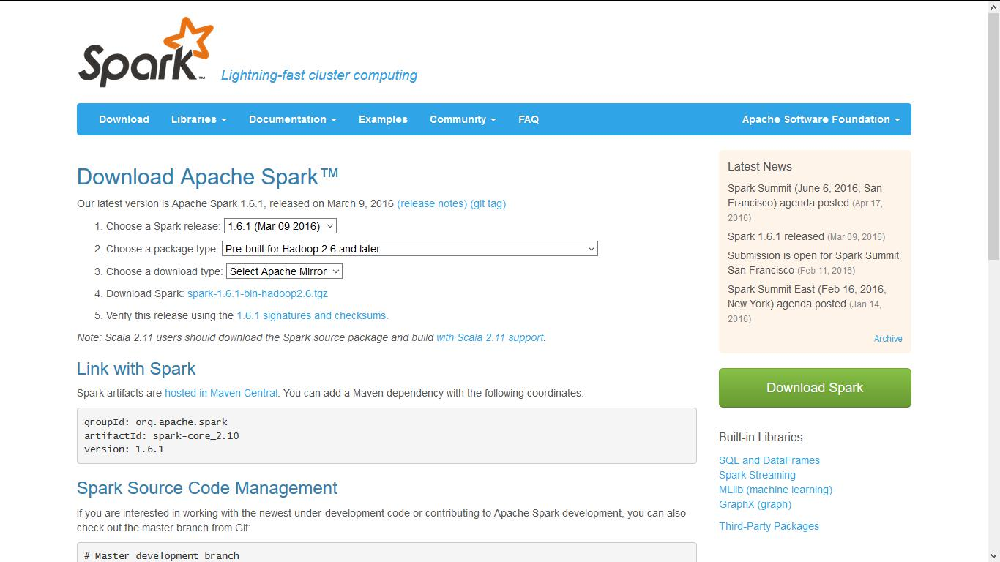 Spark™
Lightning-fast cluster computing
Download Libraries Documentation Examples Community FAQ Apache Software Foundation
Download Apache Spark™
Our latest version is Apache Spark 1.6.1, released on March 9, 2016 (release notes) (git tag)
1. Choose a Spark release: 1.6.1 (Mar 09 2016)
2. Choose a package type: Pre-built for Hadoop 2.6 and later
3. Choose a download type: Select Apache Mirror
4. Download Spark: spark-1.6.1-bin-hadoop2.6.tgz
5. Verify this release using the 1.6.1 signatures and checksums.
Note: Scala 2.11 users should download the Spark source package and build with Scala 2.11 support.
Link with Spark
Spark artifacts are hosted in Maven Central. You can add a Maven dependency with the following coordinates:
groupId: org.apache.spark
artifactId: spark-core_2.10
version: 1.6.1
Spark Source Code Management
If you are interested in working with the newest under-development code or contributing to Apache Spark development, you can also
check out the master branch from Git:
# Master development branch
Latest News
Spark Summit (June 6, 2016, San
Francisco) agenda posted (Apr 17,
2016)
Spark 1.6.1 released (Mar 09, 2016)
Submission is open for Spark Summit
San Francisco (Feb 11, 2016)
Spark Summit East (Feb 16, 2016,
New York) agenda posted (Jan 14,
2016)
Archive
Download Spark
Built-in Libraries:
SQL and DataFrames
Spark Streaming
MLlib (machine learning)
GraphX (graph)
Third-Party Packages